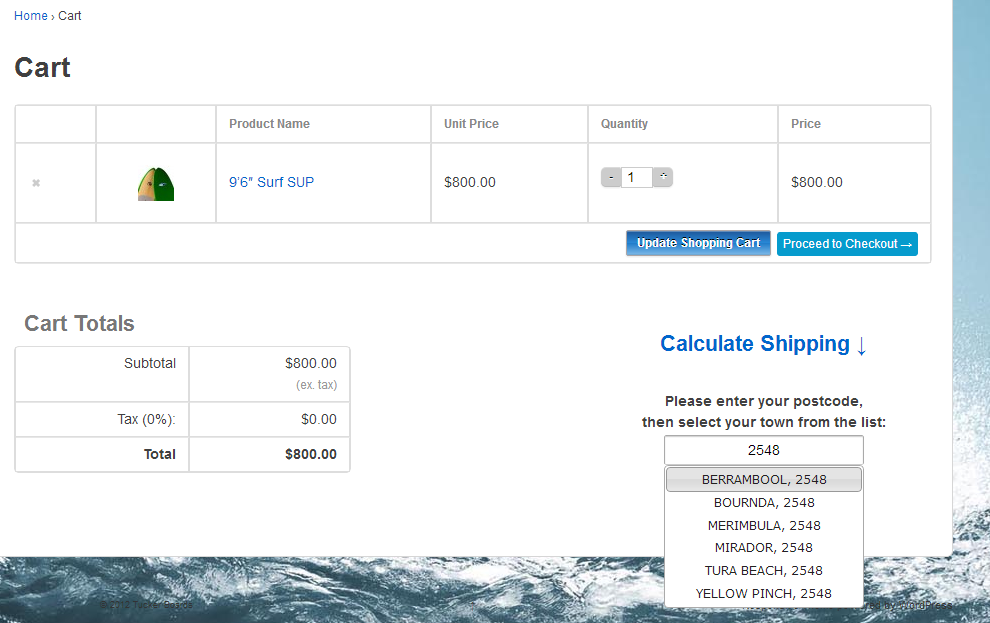 Home › Cart
Cart
Product Name Unit Price Quantity Price
✖ 9'6″ Surf SUP $800.00 - 1 + $800.00
Update Shopping Cart Proceed to Checkout →
Cart Totals
Subtotal $800.00
(ex. tax)
Tax (0%): $0.00
Total $800.00
Calculate Shipping ↓
Please enter your postcode,
then select your town from the list:
2548
BERRAMBOOL, 2548
BOURNDA, 2548
MERIMBULA, 2548
MIRADOR, 2548
TURA BEACH, 2548
YELLOW PINCH, 2548
© 2012 Tucker Boards by WordPress